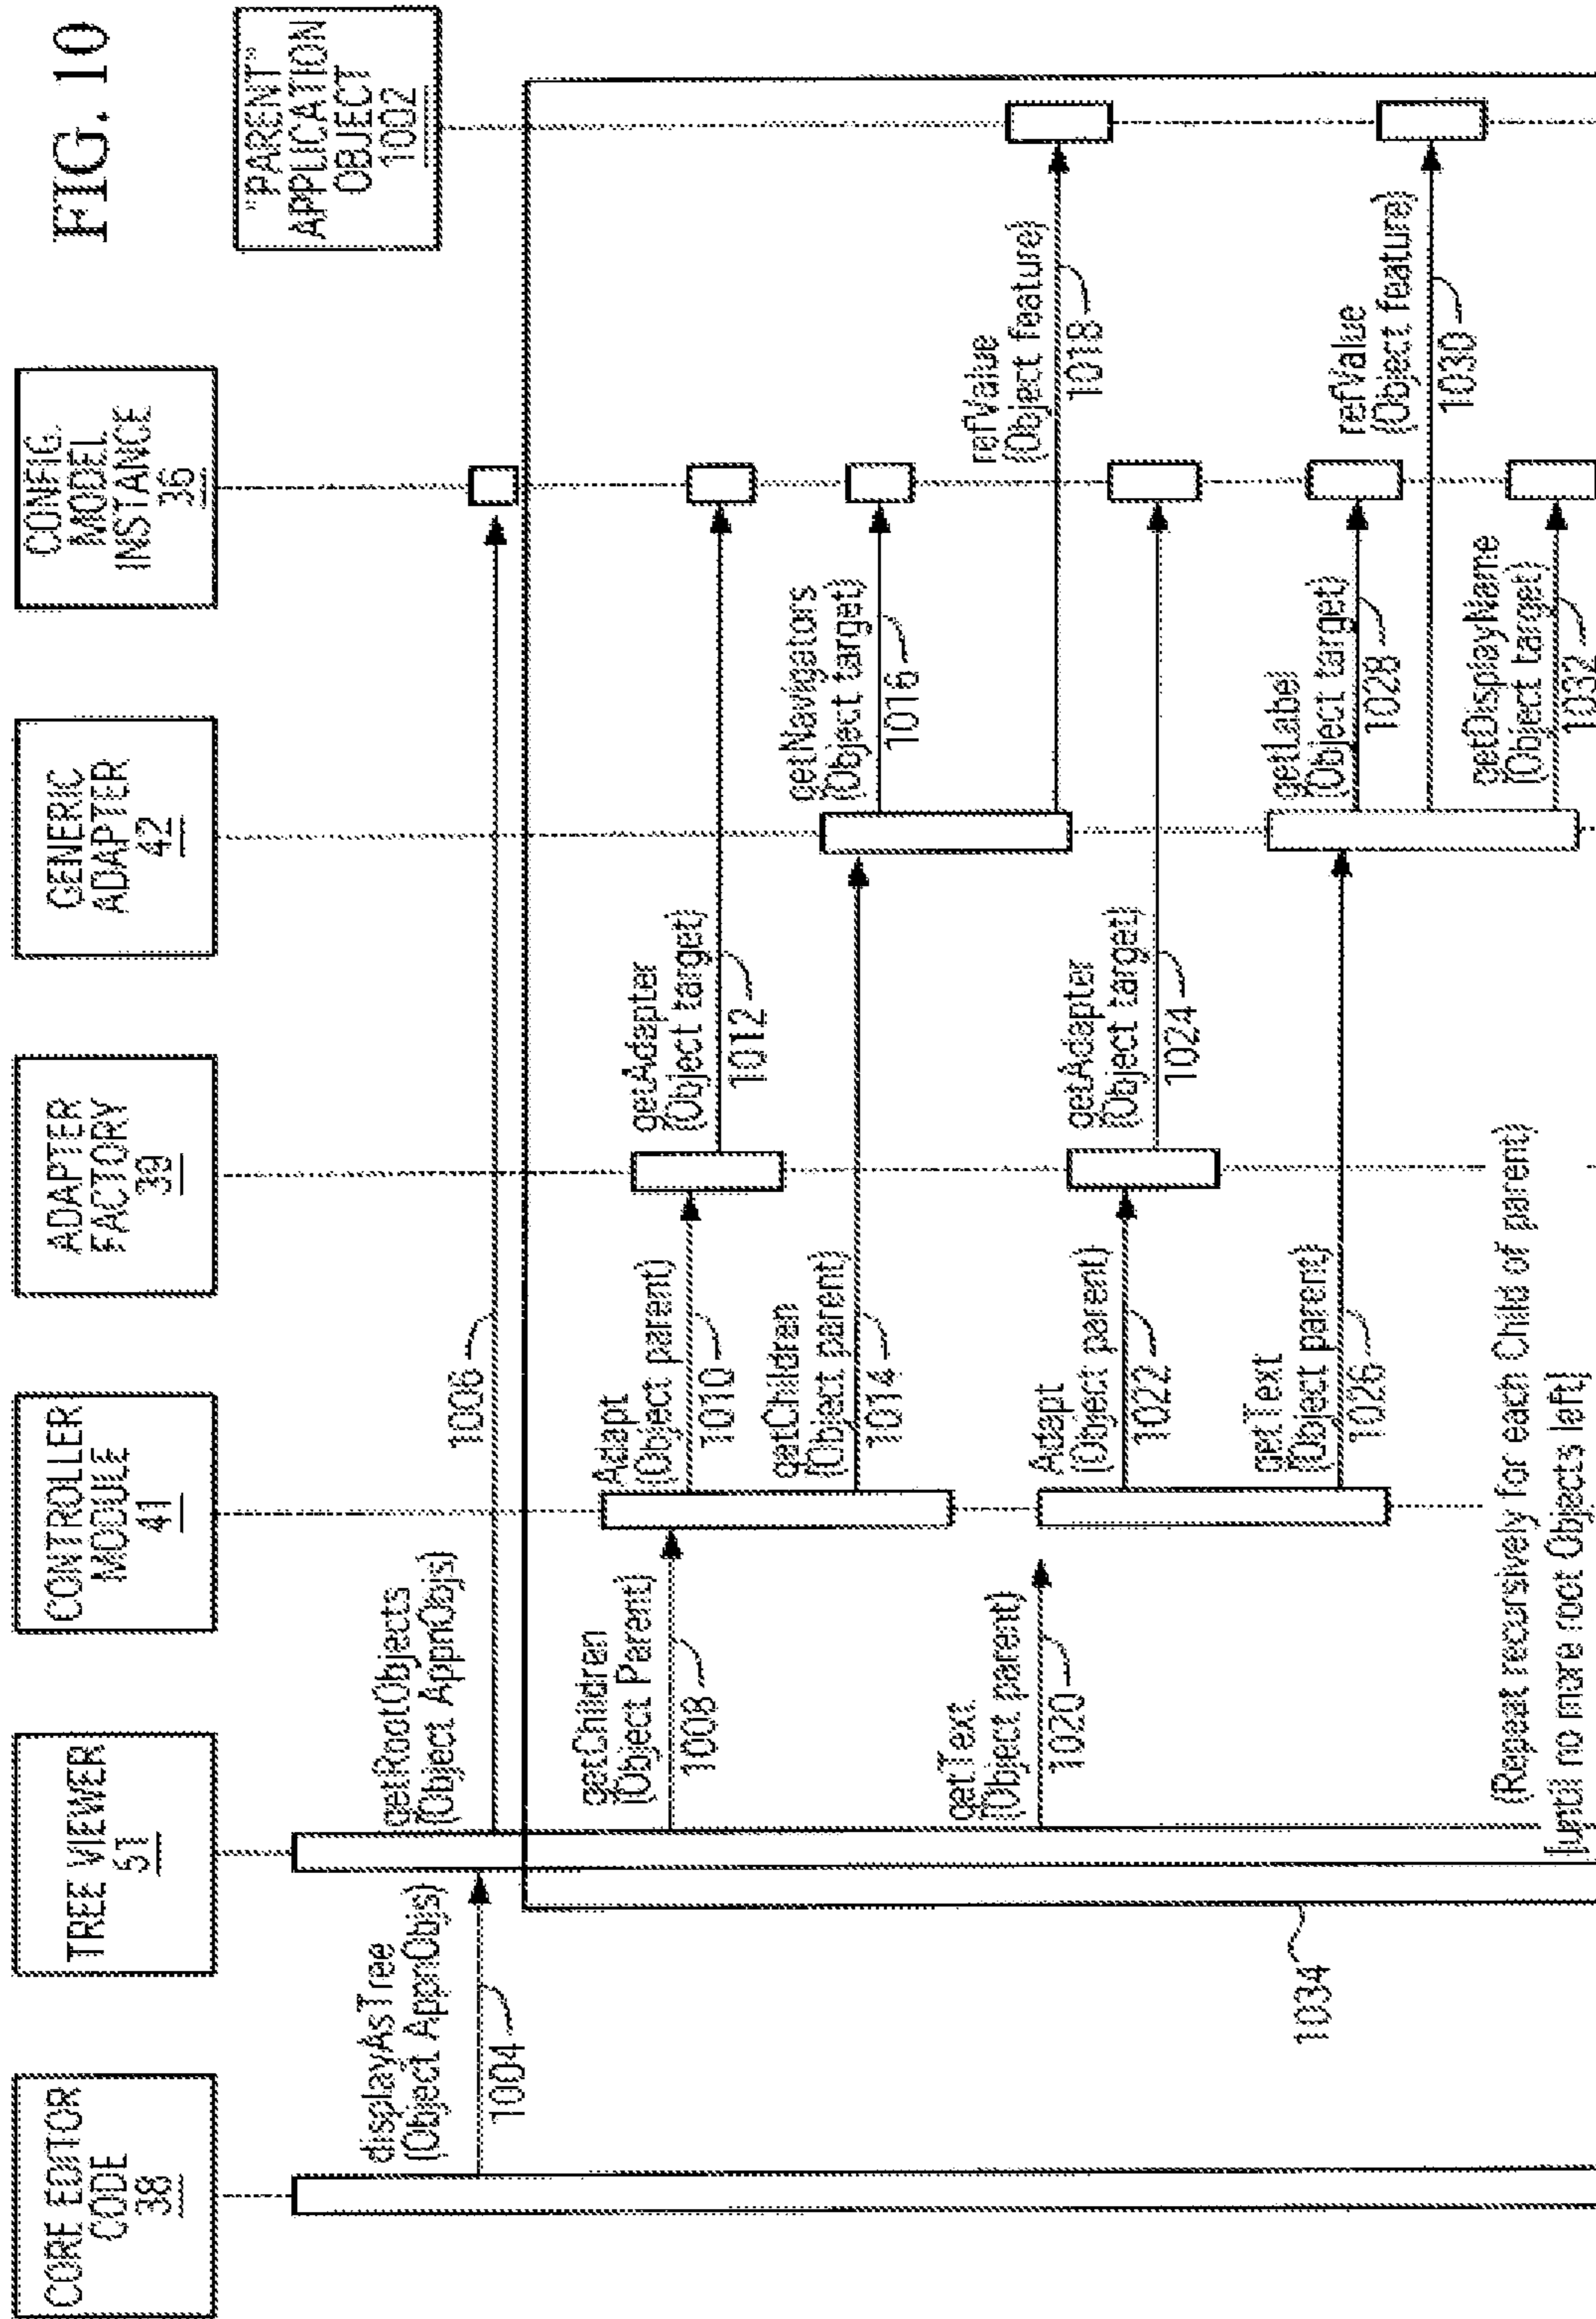 FIG. 10
CORE EDITOR
CODE
38
TREE VIEWER
51
CONTROLLER
MODULE
41
ADAPTER
FACTORY
39
GENERIC
ADAPTER
42
CONFIG.
MODEL
INSTANCE
36
"PARENT"
APPLICATION
OBJECT
1002
displayAsTree
(Object AppnObjs)
1004
getRootObjects
(Object AppnObjs)
1006
getChildren
(Object Parent)
1008
Adapt
(Object parent)
1010
getAdapter
(Object target)
1012
getChildren
(Object parent)
1014
getNavigators
(Object target)
1016
refValue
(Object feature)
1018
getText
(Object parent)
1020
Adapt
(Object parent)
1022
getAdapter
(Object target)
1024
getText
(Object parent)
1026
getLabel
(Object target)
1028
refValue
(Object feature)
1030
getDisplayName
(Object target)
1032
1034
(Repeat recursively for each Child of parent)
[until no more root Objects left]